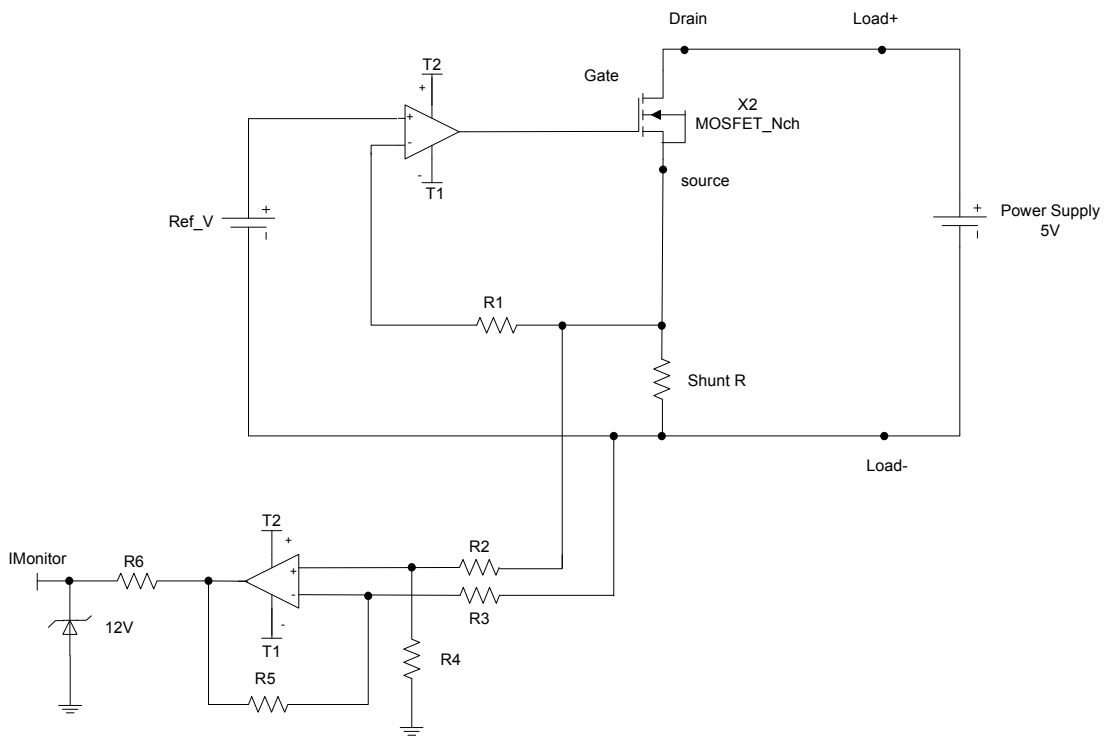 Drain
Load+
T2
Gate
+
X2
MOSFET_Nch
+
-
-
T1
source
Ref_V
+
-
+
-
Power Supply
5V
R1
Shunt R
Load-
T2
+
IMonitor
R6
R2
+
-
R3
12V
-
T1
R5
R4